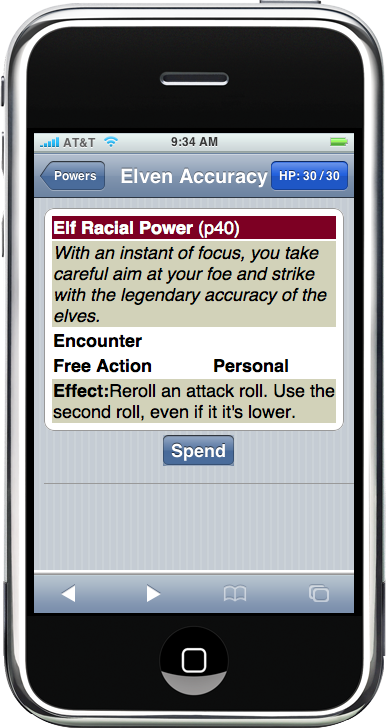 AT&T 9:34 AM
Powers Elven Accuracy HP: 30 / 30
Elf Racial Power (p40)
With an instant of focus, you take
careful aim at your foe and strike
with the legendary accuracy of the
elves.
Encounter
Free Action Personal
Effect:Reroll an attack roll. Use the
second roll, even if it it's lower.
Spend